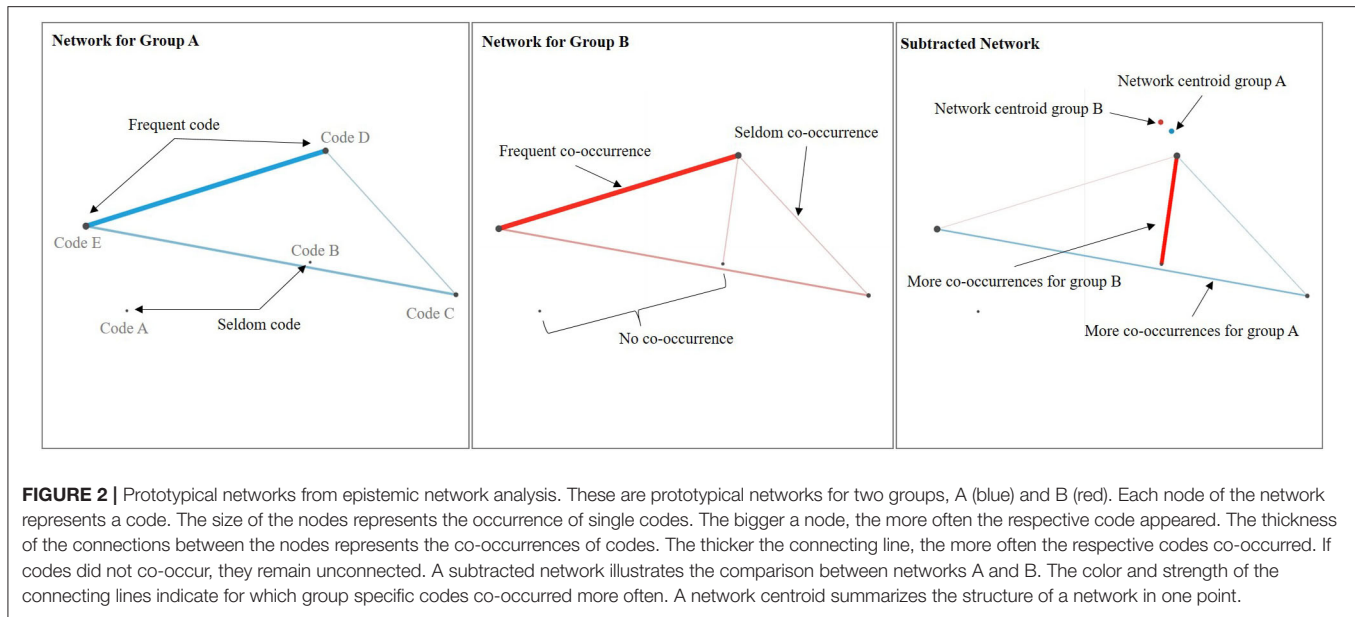 Network for Group A
Frequent code
Code D
Code E
Code B
Code A
Seldom code
Code C
Network for Group B
Seldom co-occurrence
Frequent co-occurrence
No co-occurrence
Subtracted Network
Network centroid group A
Network centroid group B
More co-occurrences for group B
More co-occurrences for group A
FIGURE 2 | Prototypical networks from epistemic network analysis. These are prototypical networks for two groups, A (blue) and B (red). Each node of the network
represents a code. The size of the nodes represents the occurrence of single codes. The bigger a node, the more often the respective code appeared. The thickness
of the connections between the nodes represents the co-occurrences of codes. The thicker the connecting line, the more often the respective codes co-occurred. If
codes did not co-occur, they remain unconnected. A subtracted network illustrates the comparison between networks A and B. The color and strength of the
connecting lines indicate for which group specific codes co-occurred more often. A network centroid summarizes the structure of a network in one point.